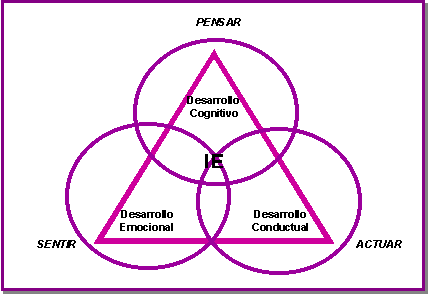 PENSAR
Desarrollo
Cognitivo
IE
Desarrollo
Emocional
Desarrollo
Conductual
SENTIR
ACTUAR